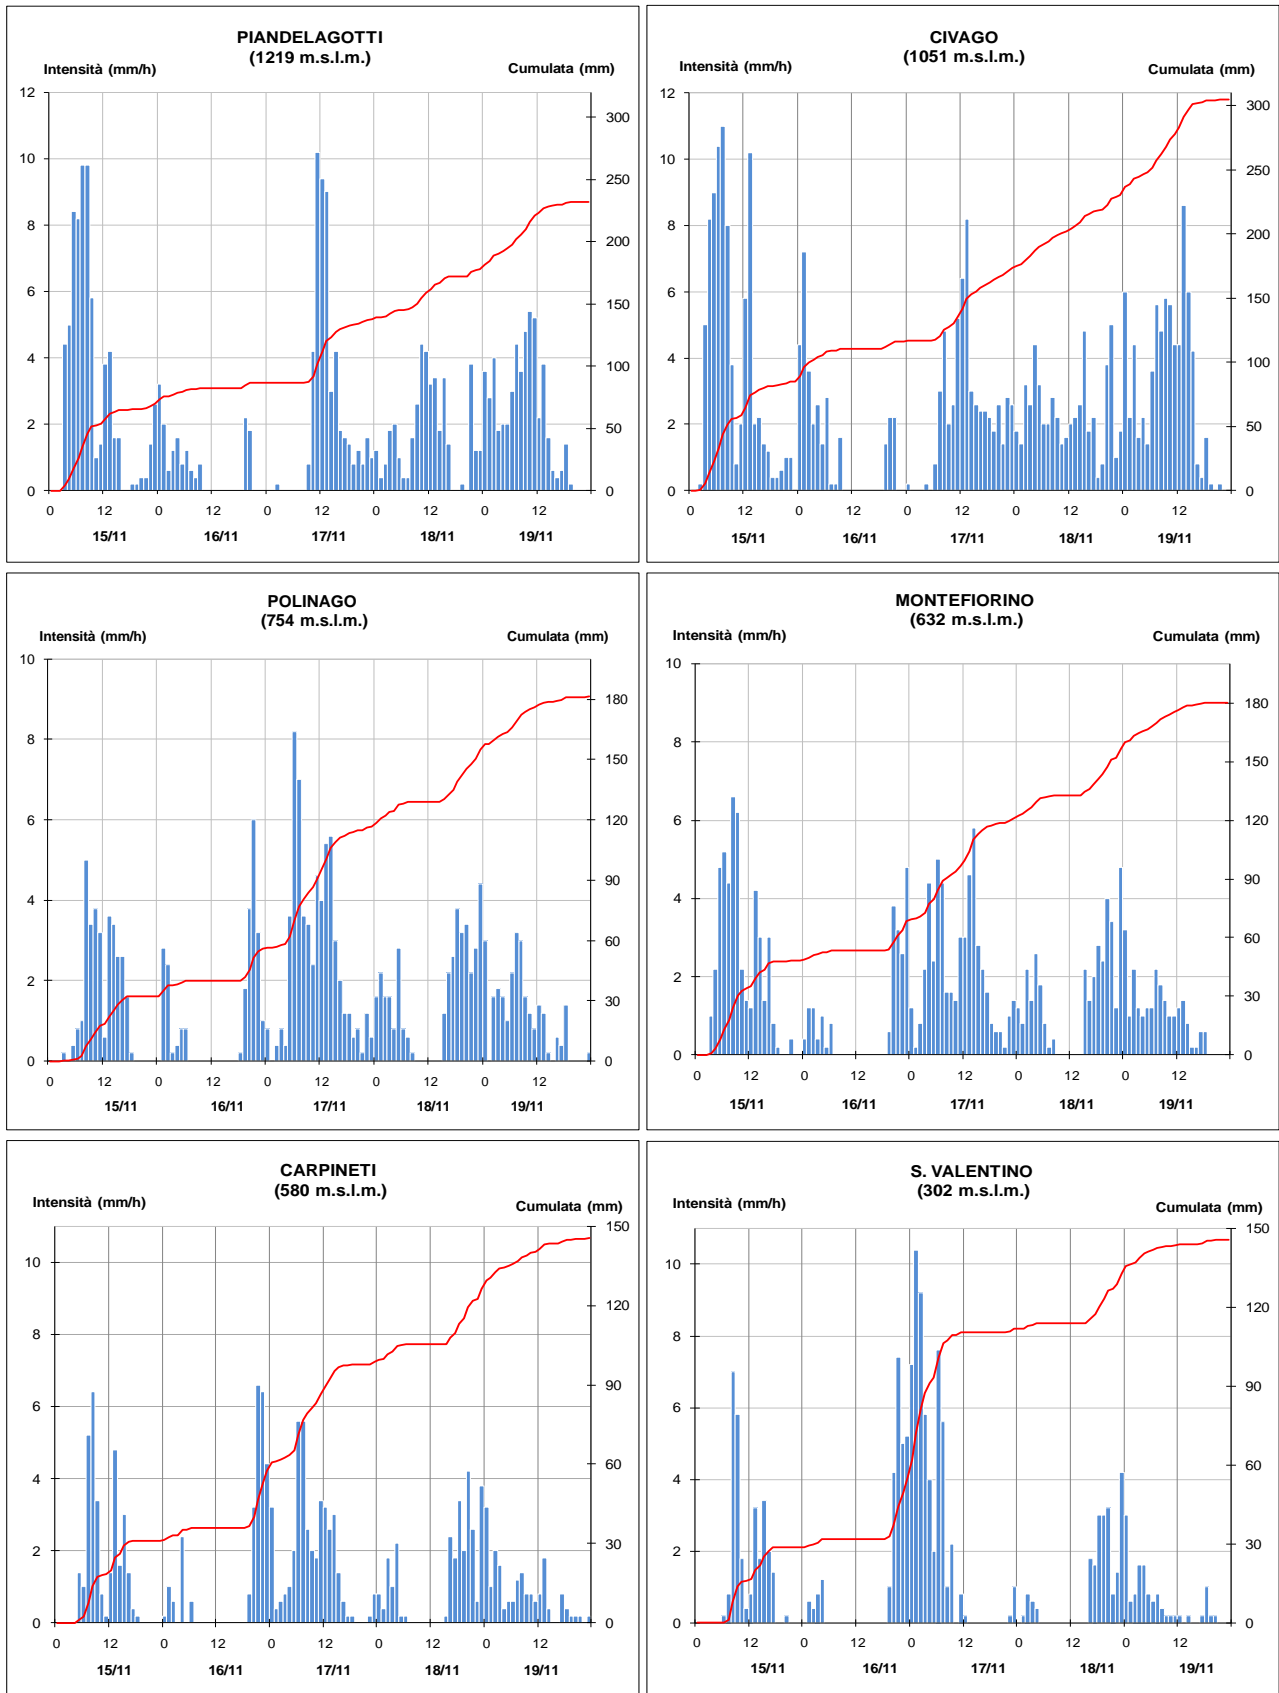 PIANDELAGOTTI
(1219 m.s.l.m.)
Intensità (mm/h) Cumulata (mm)
12
10
8
6
4
2
0
300
250
200
150
100
50
0
0 12 0 12 0 12 0 12 0 12
15/11 16/11 17/11 18/11 19/11
CIVAGO
(1051 m.s.l.m.)
Intensità (mm/h) Cumulata (mm)
12
10
8
6
4
2
0
300
250
200
150
100
50
0
0 12 0 12 0 12 0 12 0 12
15/11 16/11 17/11 18/11 19/11
POLINAGO
(754 m.s.l.m.)
Intensità (mm/h) Cumulata (mm)
10
8
6
4
2
0
180
150
120
90
60
30
0
0 12 0 12 0 12 0 12 0 12
15/11 16/11 17/11 18/11 19/11
MONTEFIORINO
(632 m.s.l.m.)
Intensità (mm/h) Cumulata (mm)
10
8
6
4
2
0
180
150
120
90
60
30
0
0 12 0 12 0 12 0 12 0 12
15/11 16/11 17/11 18/11 19/11
CARPINETI
(580 m.s.l.m.)
Intensità (mm/h) Cumulata (mm)
10
8
6
4
2
0
150
120
90
60
30
0
0 12 0 12 0 12 0 12 0 12
15/11 16/11 17/11 18/11 19/11
S. VALENTINO
(302 m.s.l.m.)
Intensità (mm/h) Cumulata (mm)
10
8
6
4
2
0
150
120
90
60
30
0
0 12 0 12 0 12 0 12 0 12
15/11 16/11 17/11 18/11 19/11